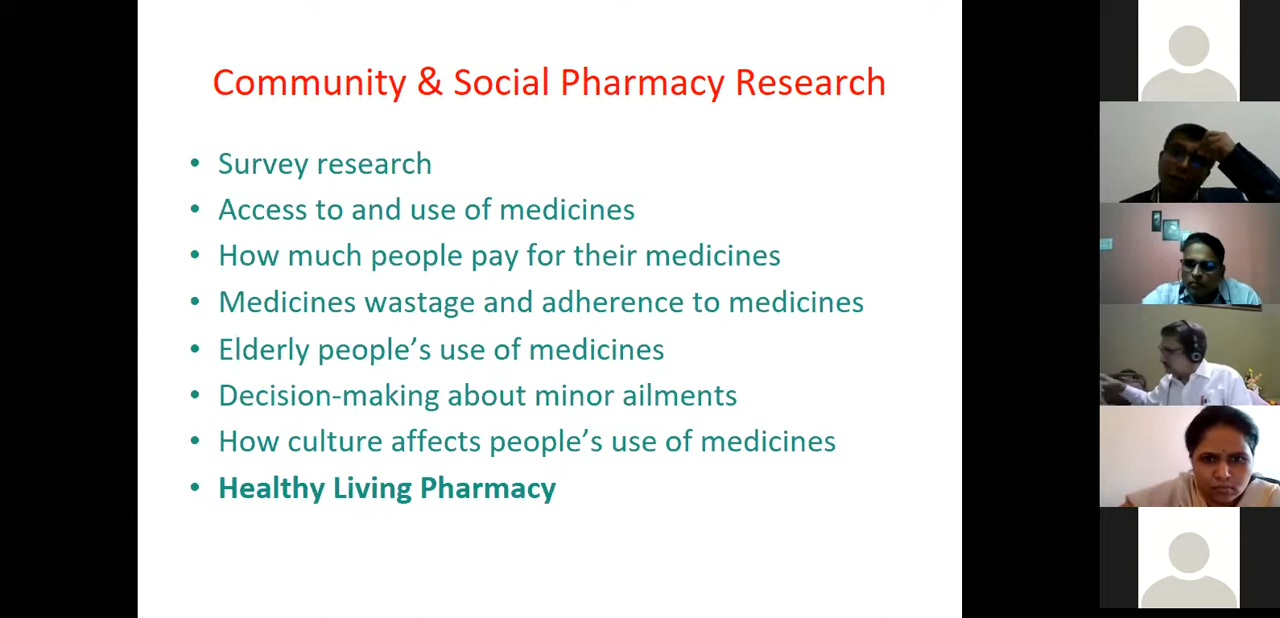 Community & Social Pharmacy Research
• Survey research
• Access to and use of medicines
• How much people pay for their medicines
• Medicines wastage and adherence to medicines
• Elderly people’s use of medicines
• Decision-making about minor ailments
• How culture affects people’s use of medicines
• Healthy Living Pharmacy